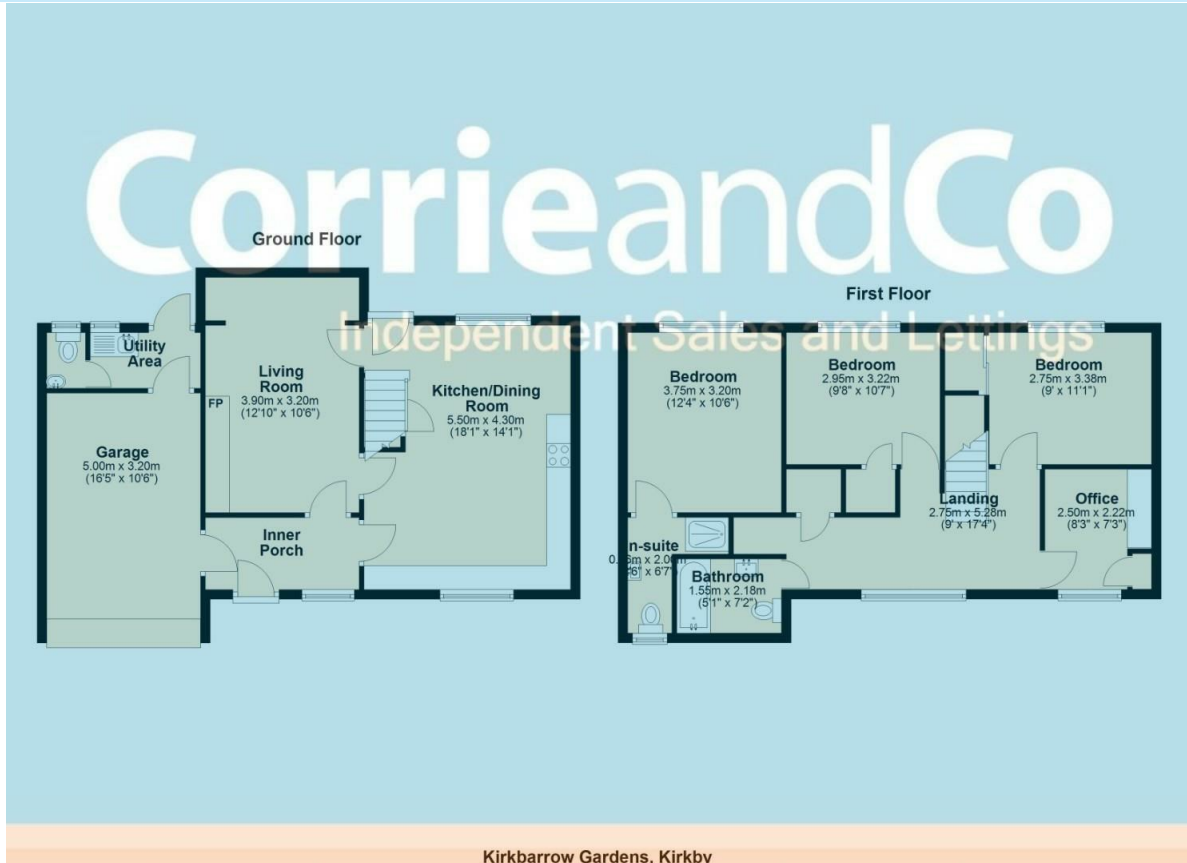 CorrieandCo
Independent Sales and Lettings
Ground Floor
Utility
Area
Living
Room
3.90m x 3.20m
(12'10" x 10'6")
FP
Kitchen/Dining
Room
5.50m x 4.30m
(18'1" x 14'1")
Garage
5.00m x 3.20m
(16'5" x 10'6")
Inner
Porch
First Floor
Bedroom
3.75m x 3.20m
(12'4" x 10'6")
Bedroom
2.95m x 3.22m
(9'8" x 10'7")
Bedroom
2.75m x 3.38m
(9' x 11'1")
Landing
2.75m x 5.28m
(9' x 17'4")
Office
2.50m x 2.22m
(8'3" x 7'3")
n-suite
6'7")
Bathroom
1.55m x 2.18m
(5'1" x 7'2")
Kirkbarrow Gardens, Kirkby